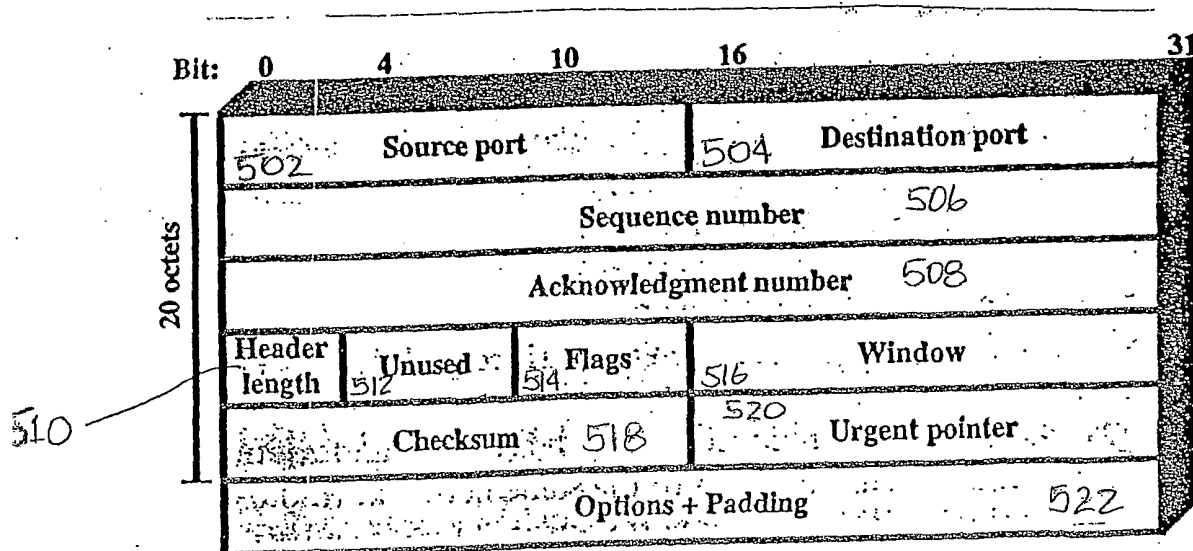 Bit: 0 4 10 16 31
Source port 502 Destination port 504
Sequence number 506
Acknowledgment number 508
20 octets
Header length 510 Unused 512 Flags 514 Window 516
Checksum 518 Urgent pointer 520
Options + Padding 522